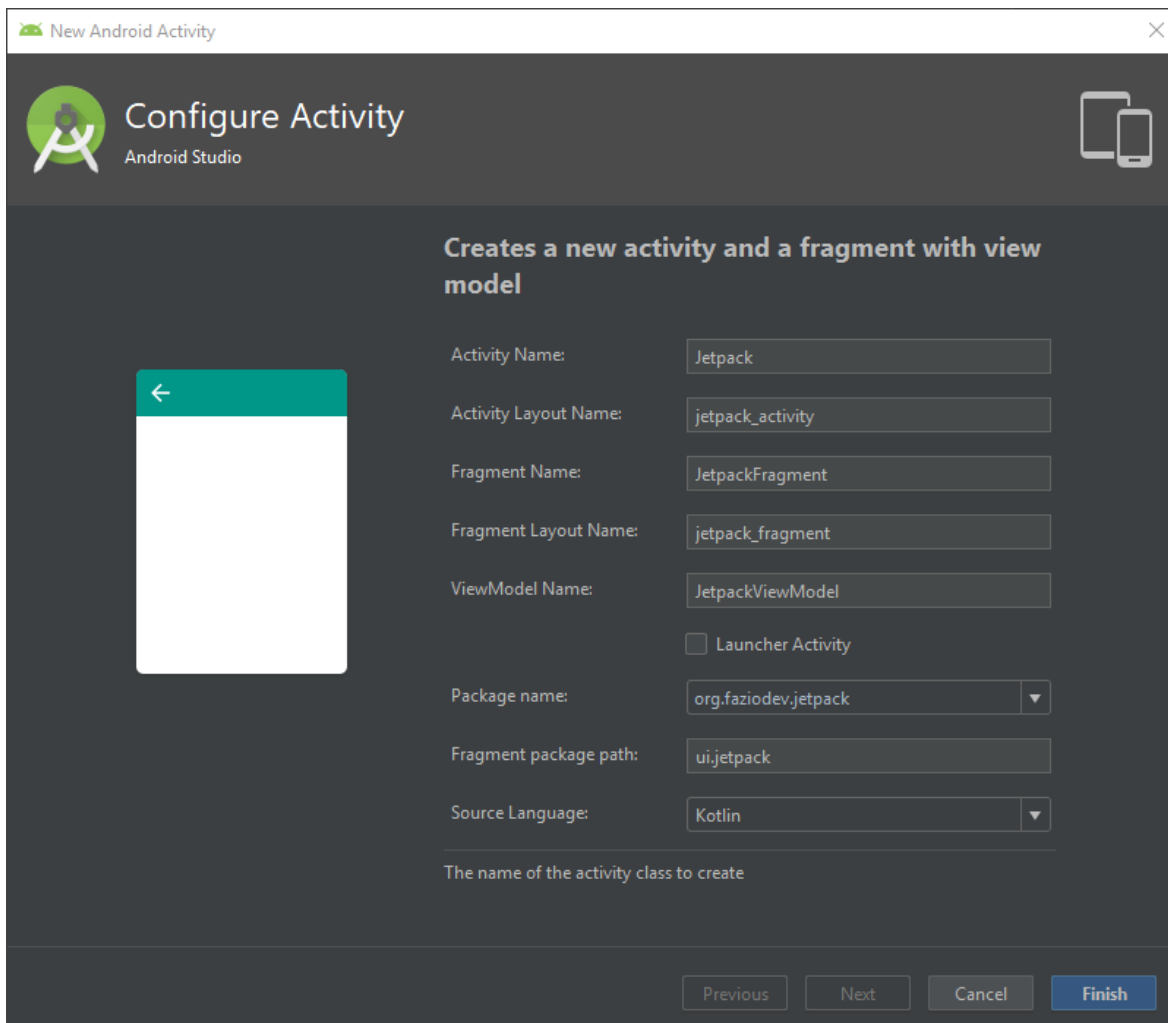 New Android Activity
Configure Activity
Android Studio
Creates a new activity and a fragment with view
model
Activity Name: Jetpack
Activity Layout Name: jetpack_activity
Fragment Name: JetpackFragment
Fragment Layout Name: jetpack_fragment
ViewModel Name: JetpackViewModel
Launcher Activity
Package name: org.faziodev.jetpack
Fragment package path: ui.jetpack
Source Language: Kotlin
The name of the activity class to create
Previous Next Cancel Finish